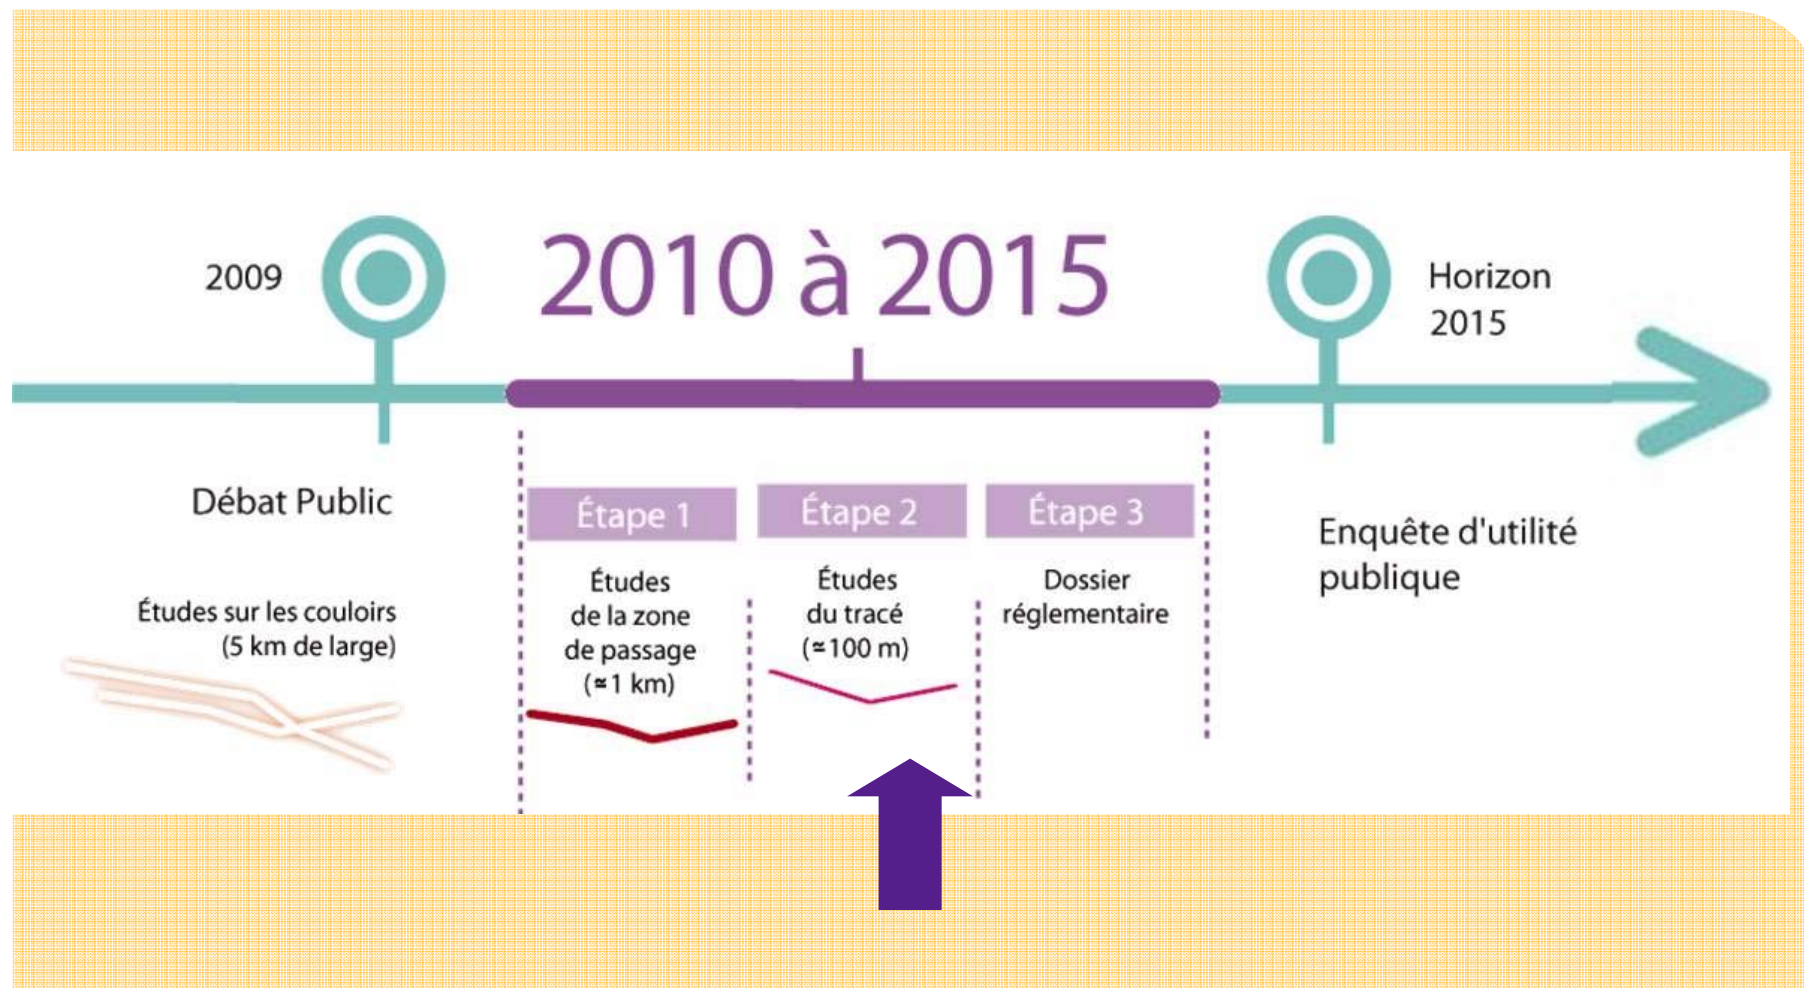 2009
Débat Public
Études sur les couloirs
(5 km de large)
2010 à 2015
Étape 1
Études
de la zone
de passage
(≃1 km)
Étape 2
Études
du tracé
(≃100 m)
Étape 3
Dossier
réglementaire
Horizon
2015
Enquête d'utilité
publique